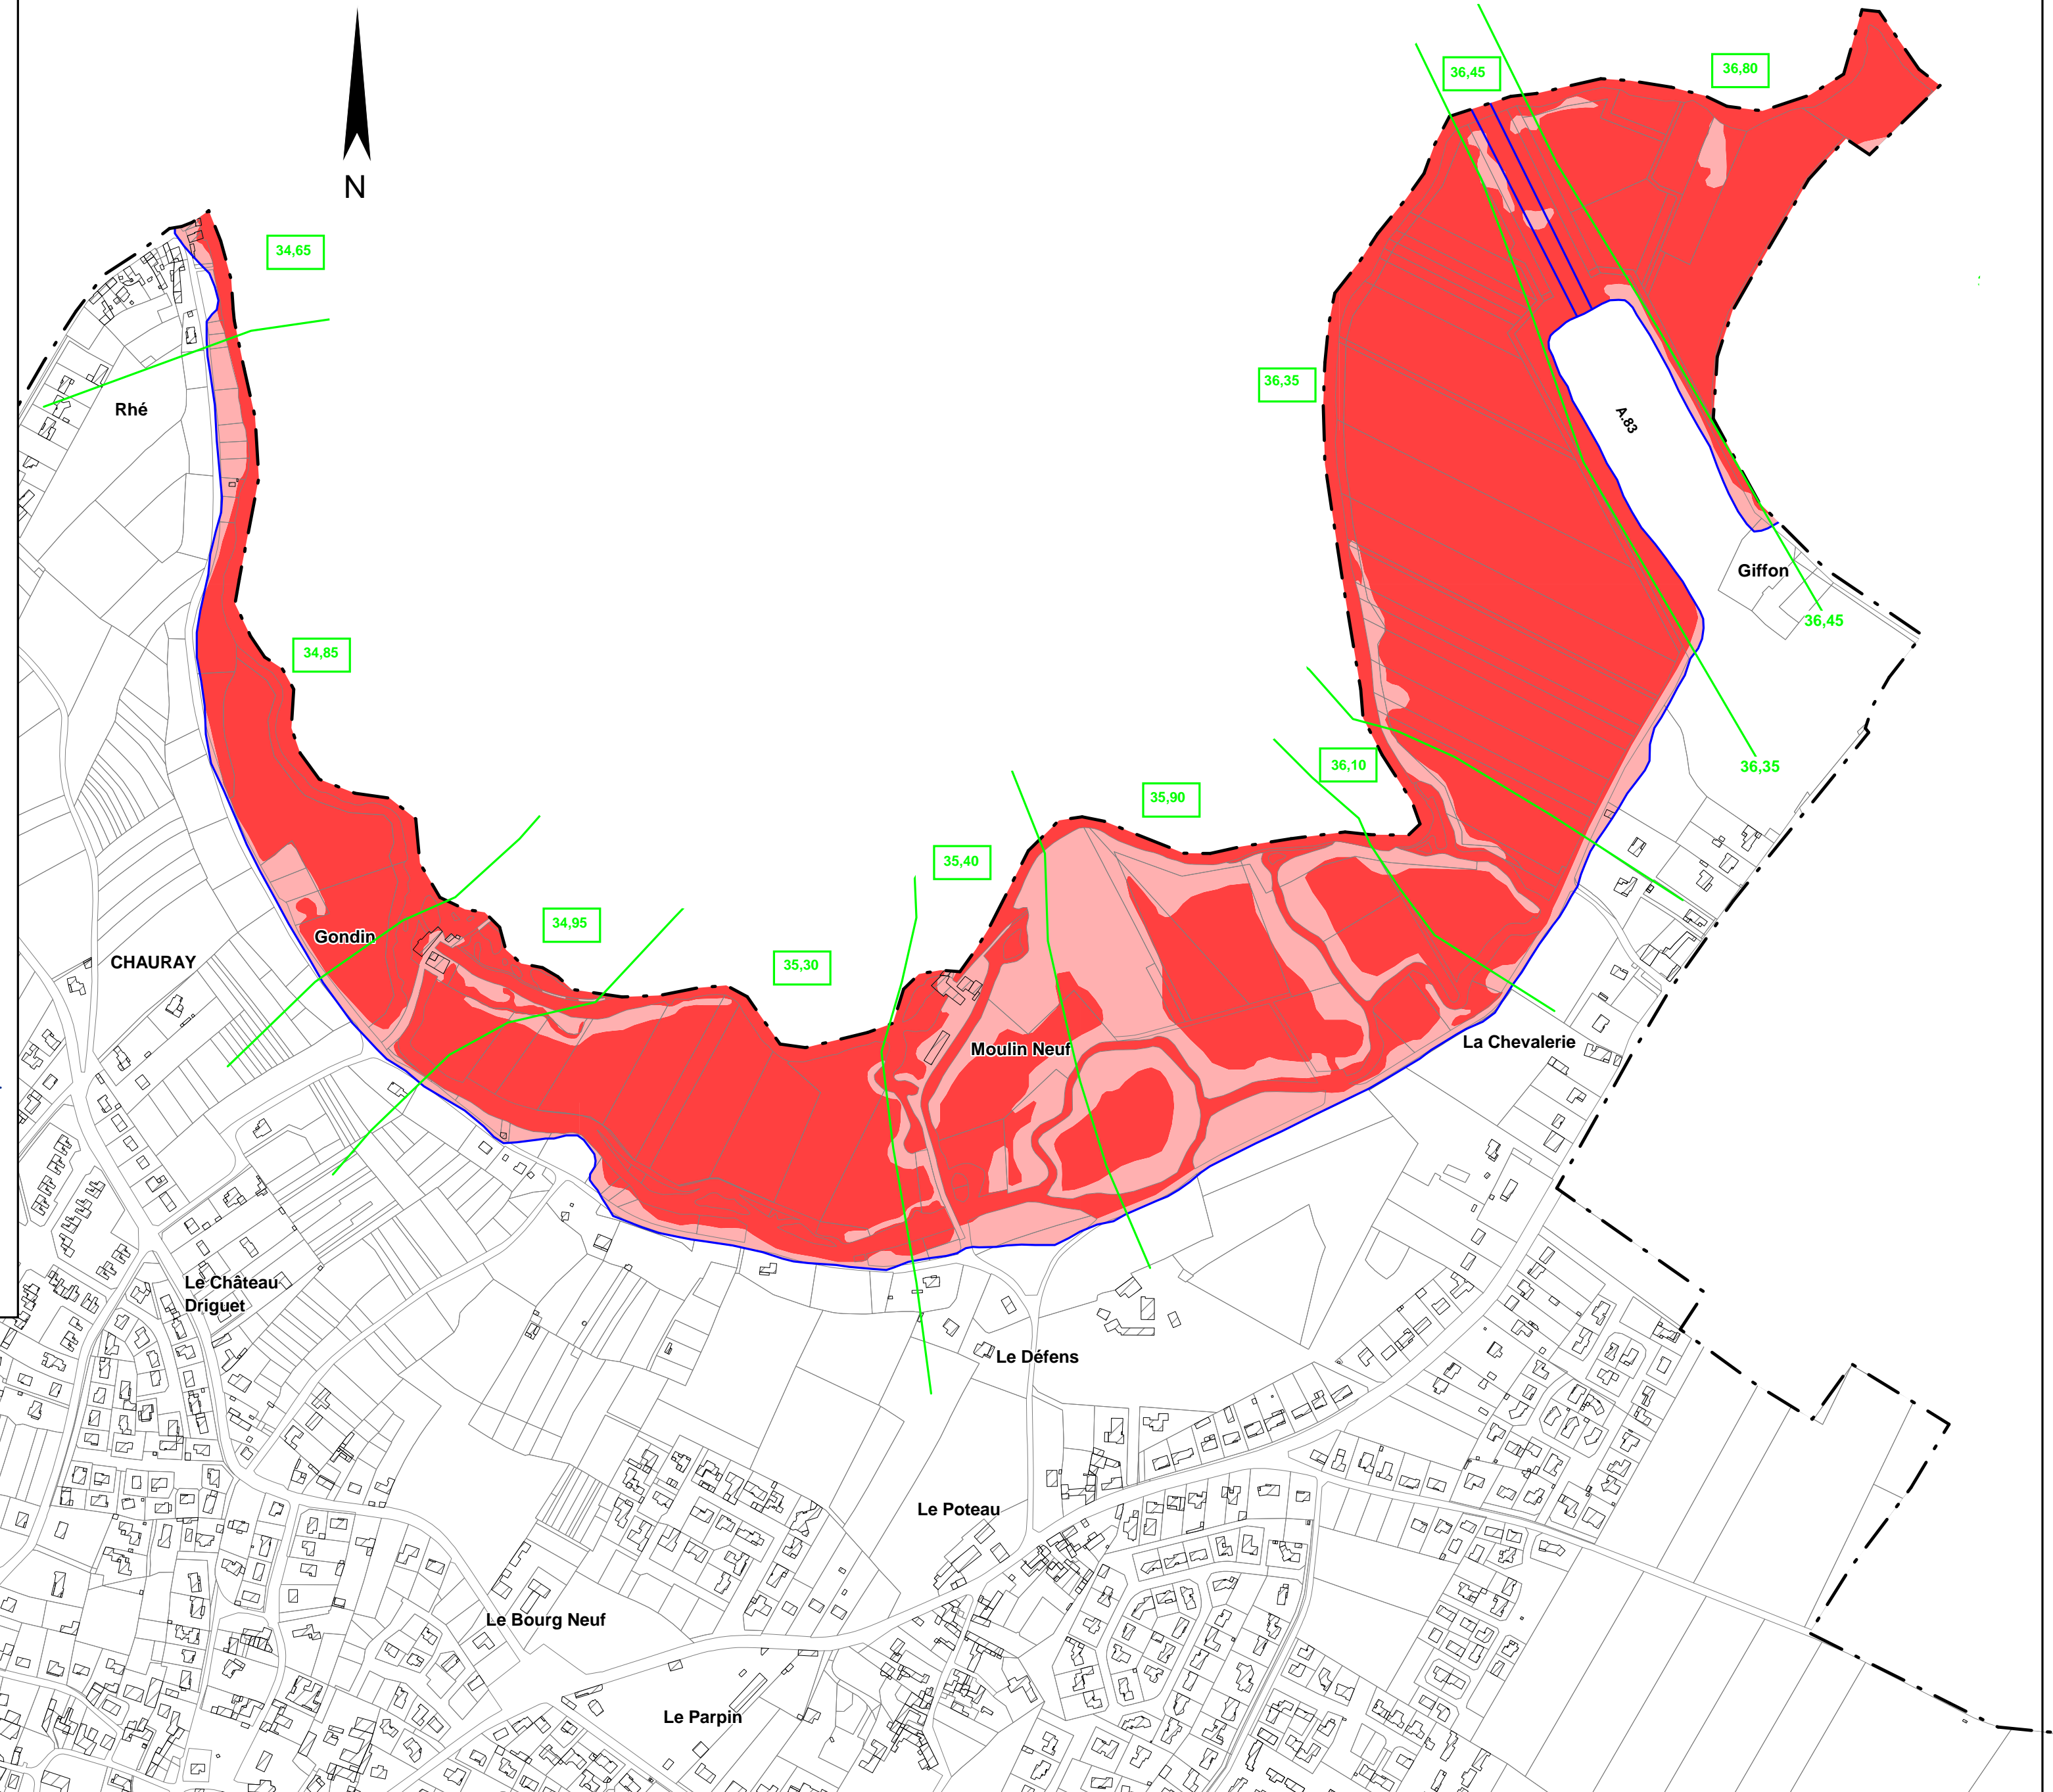 36,45
36,80
N
34,65
36,35
Rhé
A.83
Giffon
36,45
34,85
36,35
36,10
35,90
35,40
34,95
Gondin
CHAURAY
35,30
Moulin Neuf
La Chevalerie
Le Château
Driguet
Le Défens
Le Poteau
Le Bourg Neuf
Le Parpin